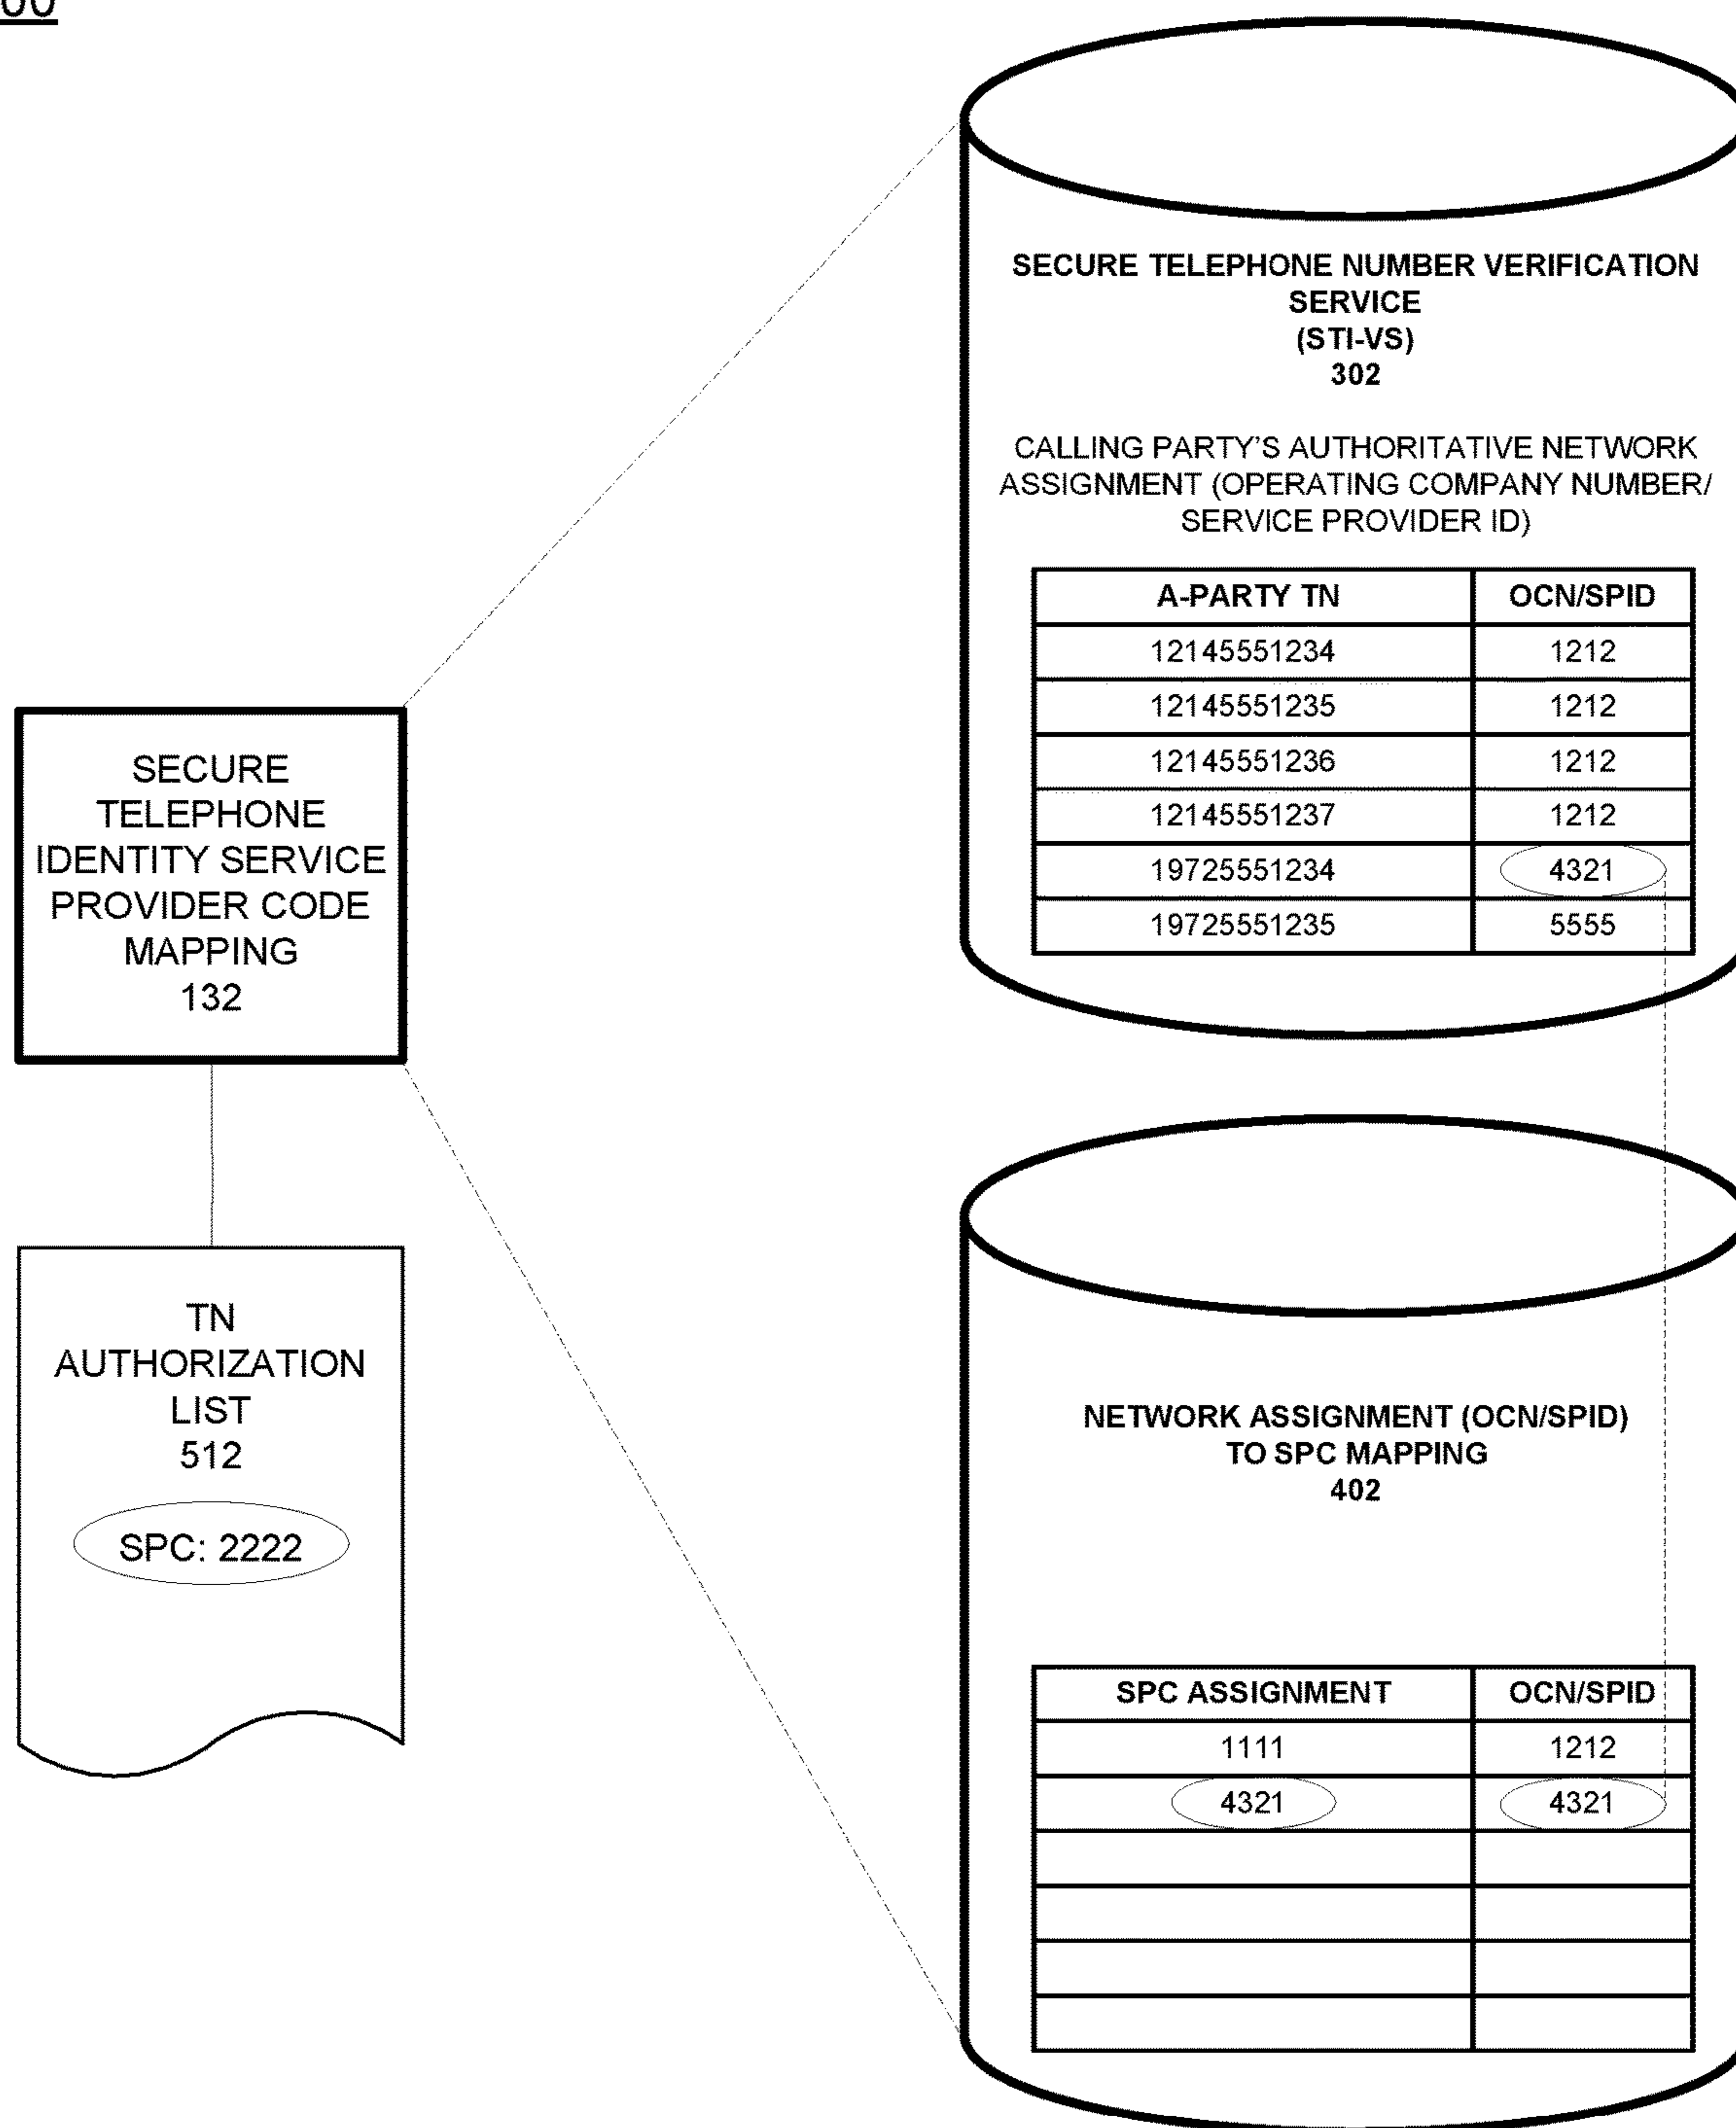 00
SECURE TELEPHONE NUMBER VERIFICATION
SERVICE
(STI-VS)
302
CALLING PARTY'S AUTHORITATIVE NETWORK
ASSIGNMENT (OPERATING COMPANY NUMBER/
SERVICE PROVIDER ID)
A-PARTY TN OCN/SPID
12145551234 1212
12145551235 1212
12145551236 1212
12145551237 1212
19725551234 4321
19725551235 5555
SECURE
TELEPHONE
IDENTITY SERVICE
PROVIDER CODE
MAPPING
132
TN
AUTHORIZATION
LIST
512
SPC: 2222
NETWORK ASSIGNMENT (OCN/SPID)
TO SPC MAPPING
402
SPC ASSIGNMENT OCN/SPID
1111 1212
4321 4321